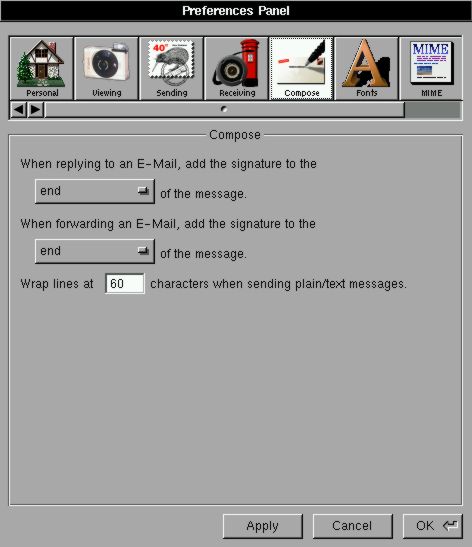 Preferences Panel
MIME
40°
Personal
Viewing
Sending
Receiving
Compose
Fonts
MIME
Compose
When replying to an E-Mail, add the signature to the
end
of the message.
When forwarding an E-Mail, add the signature to the
end
of the message.
Wrap lines at 60 characters when sending plain/text messages.
Apply
Cancel
OK